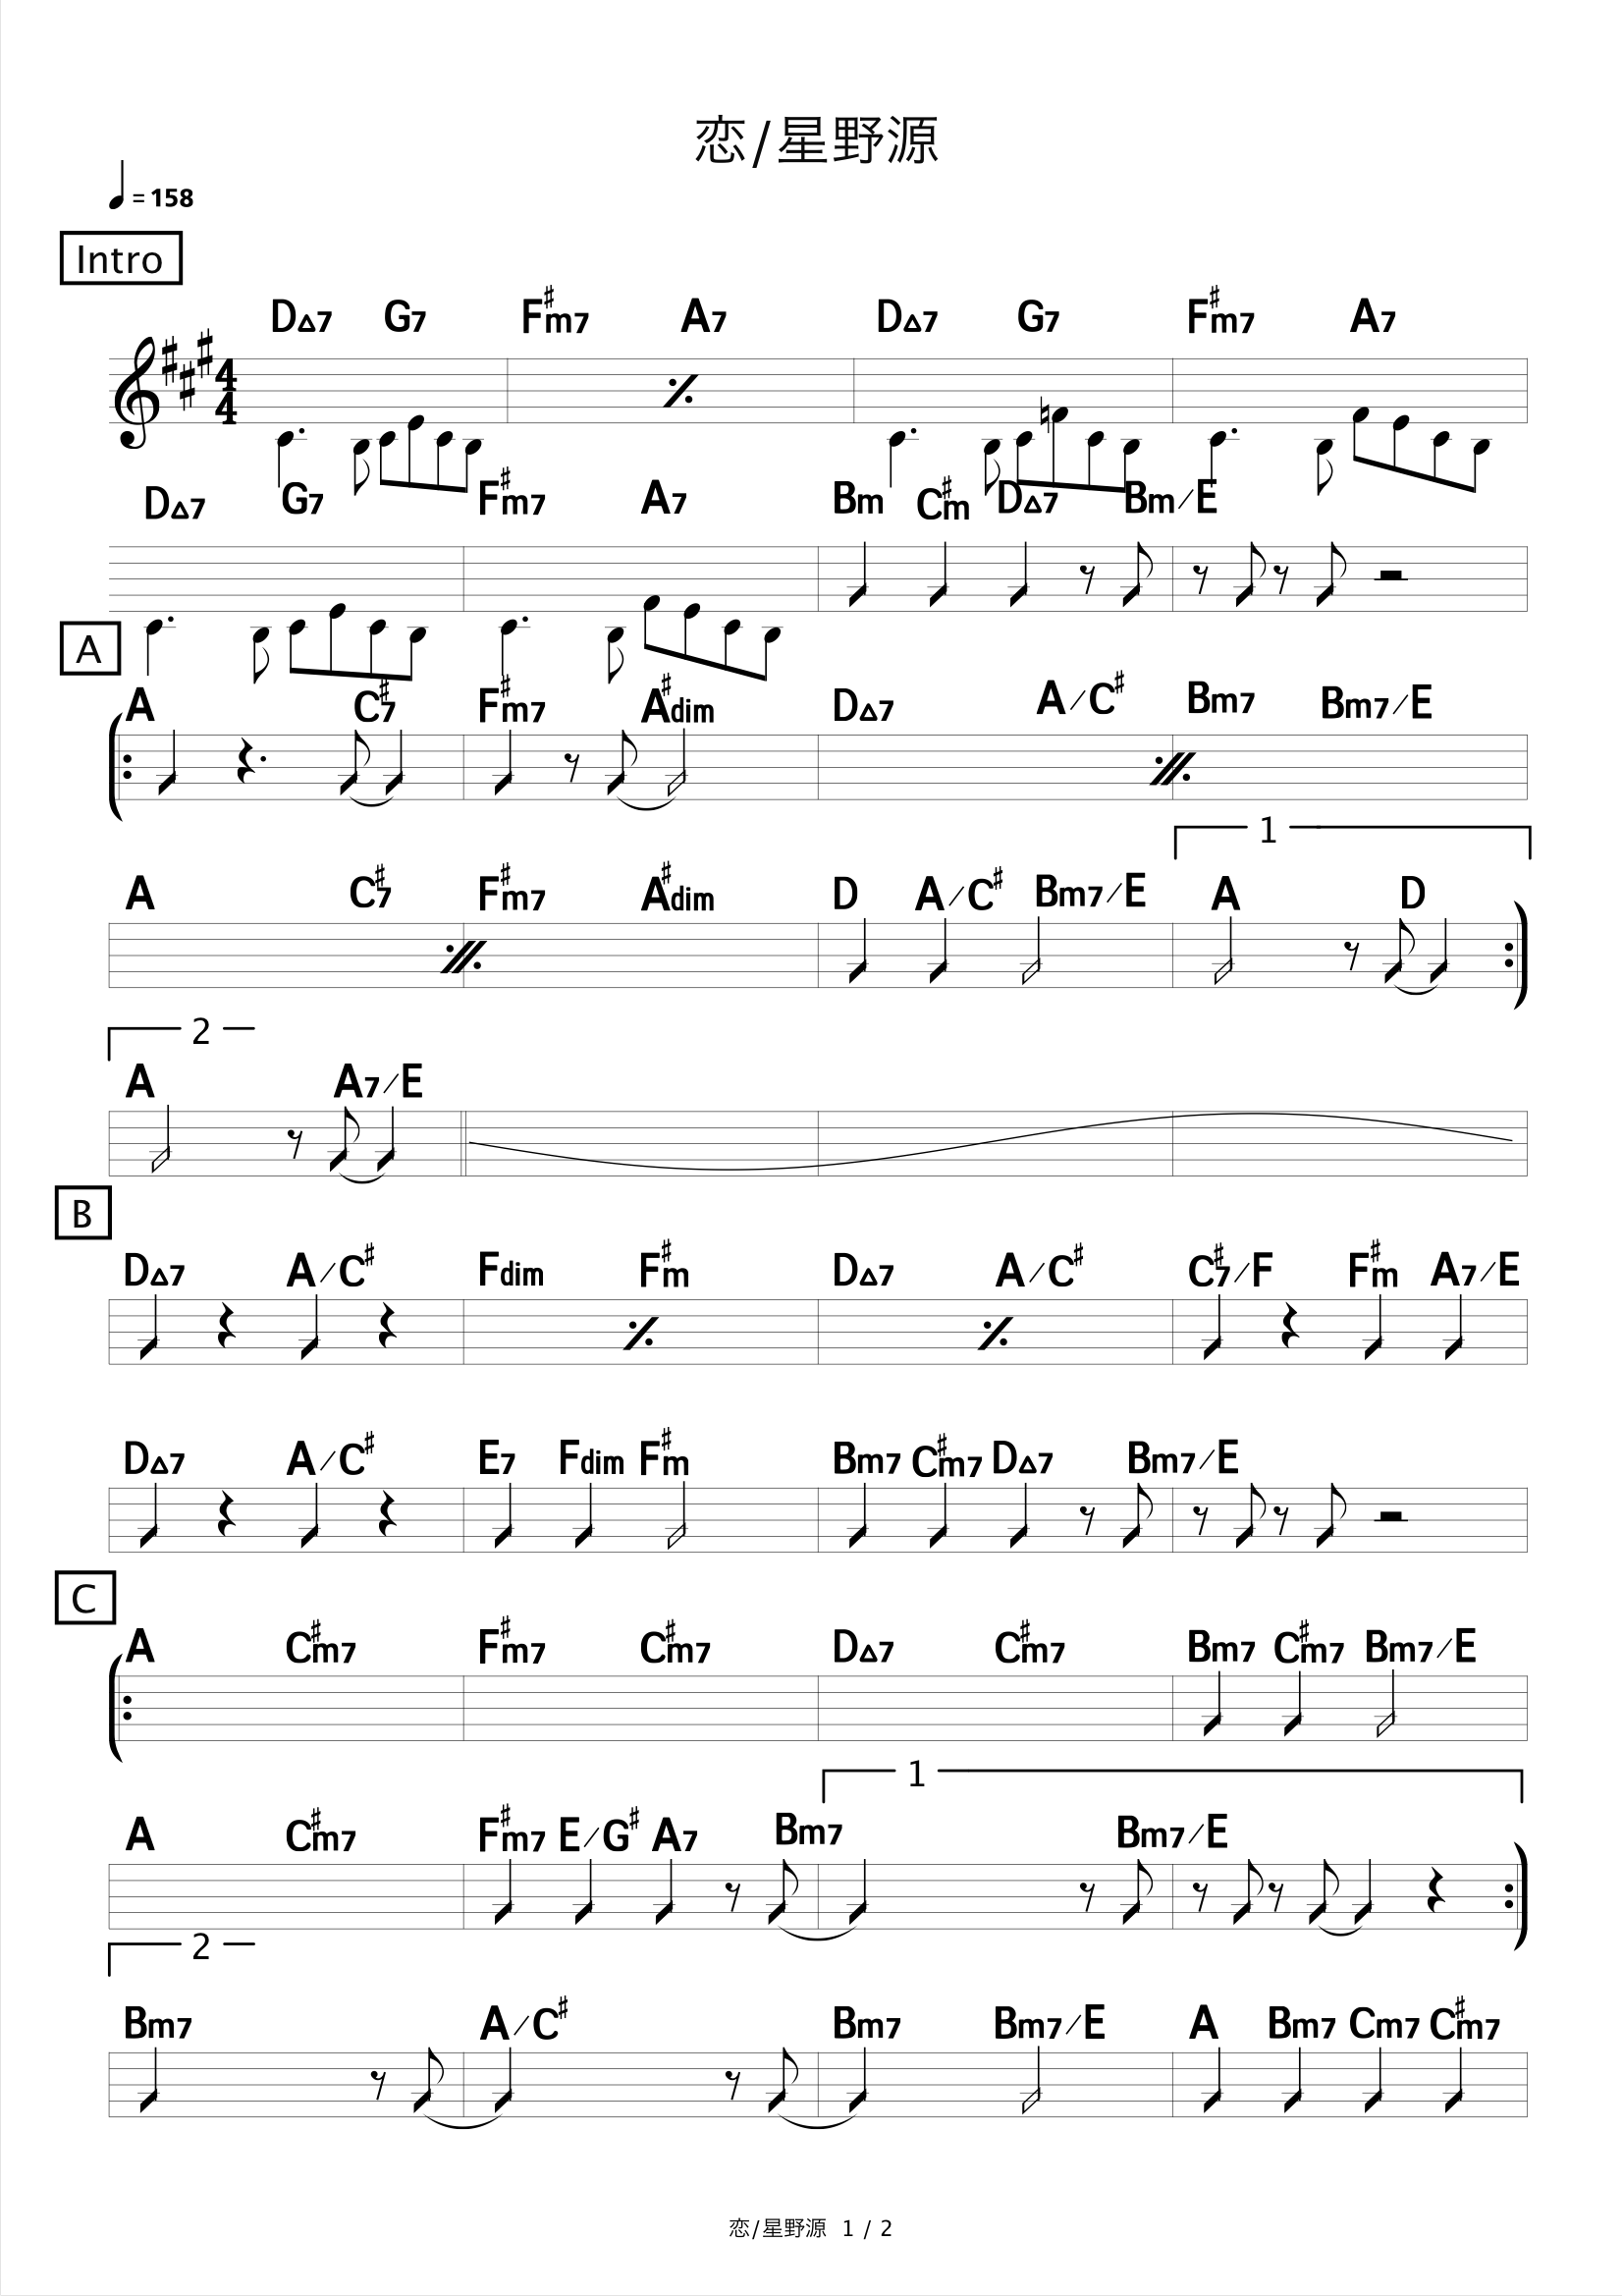 恋/星野源
= 158
Intro
D△7 G7 F♯m7 A7 D△7 G7 F♯m7 A7
4
4
D△7 G7 F♯m7 A7 Bm C♯m D△7 Bm/E
A
A C♯7 F♯m7 A♯dim D△7 A/C♯ Bm7 Bm7/E
1
A C♯7 F♯m7 A♯dim D A/C♯ Bm7/E A D
2
A A7/E
B
D△7 A/C♯ Fdim F♯m D△7 A/C♯ C♯7/F F♯m A7/E
D△7 A/C♯ E7 Fdim F♯m Bm7 C♯m7 D△7 Bm7/E
C
A C♯m7 F♯m7 C♯m7 D△7 C♯m7 Bm7 C♯m7 Bm7/E
1
A C♯m7 F♯m7 E/G♯ A7 Bm7 Bm7/E
2
Bm7 A/C♯ Bm7 Bm7/E A Bm7 Cm7 C♯m7
恋/星野源 1 / 2